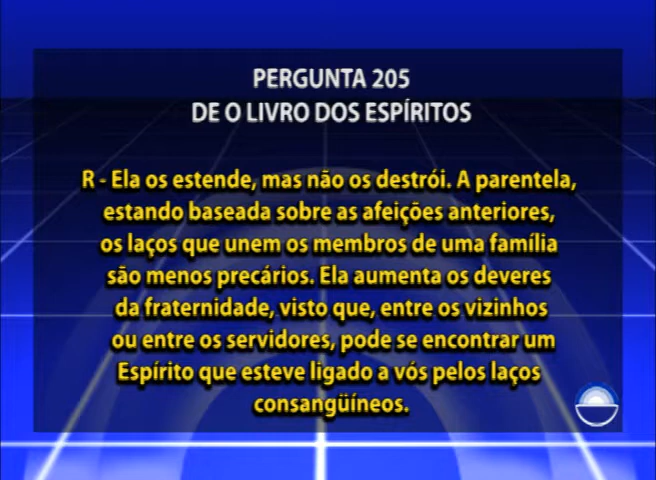 PERGUNTA 205
DE O LIVRO DOS ESPÍRITOS
R - Ela os estende, mas não os destrói. A parentela,
estando baseada sobre as afeições anteriores,
os laços que unem os membros de uma família
são menos precários. Ela aumenta os deveres
da fraternidade, visto que, entre os vizinhos
ou entre os servidores, pode se encontrar um
Espírito que esteve ligado a vós pelos laços
consangüíneos.